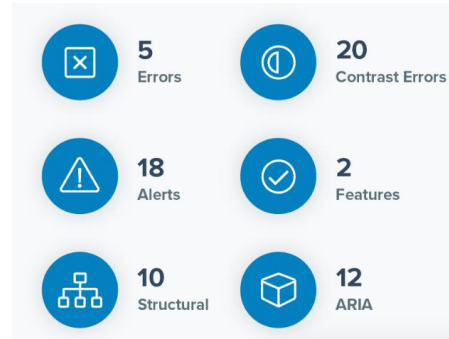 5
Errors
20
Contrast Errors
18
Alerts
2
Features
10
Structural
12
ARIA